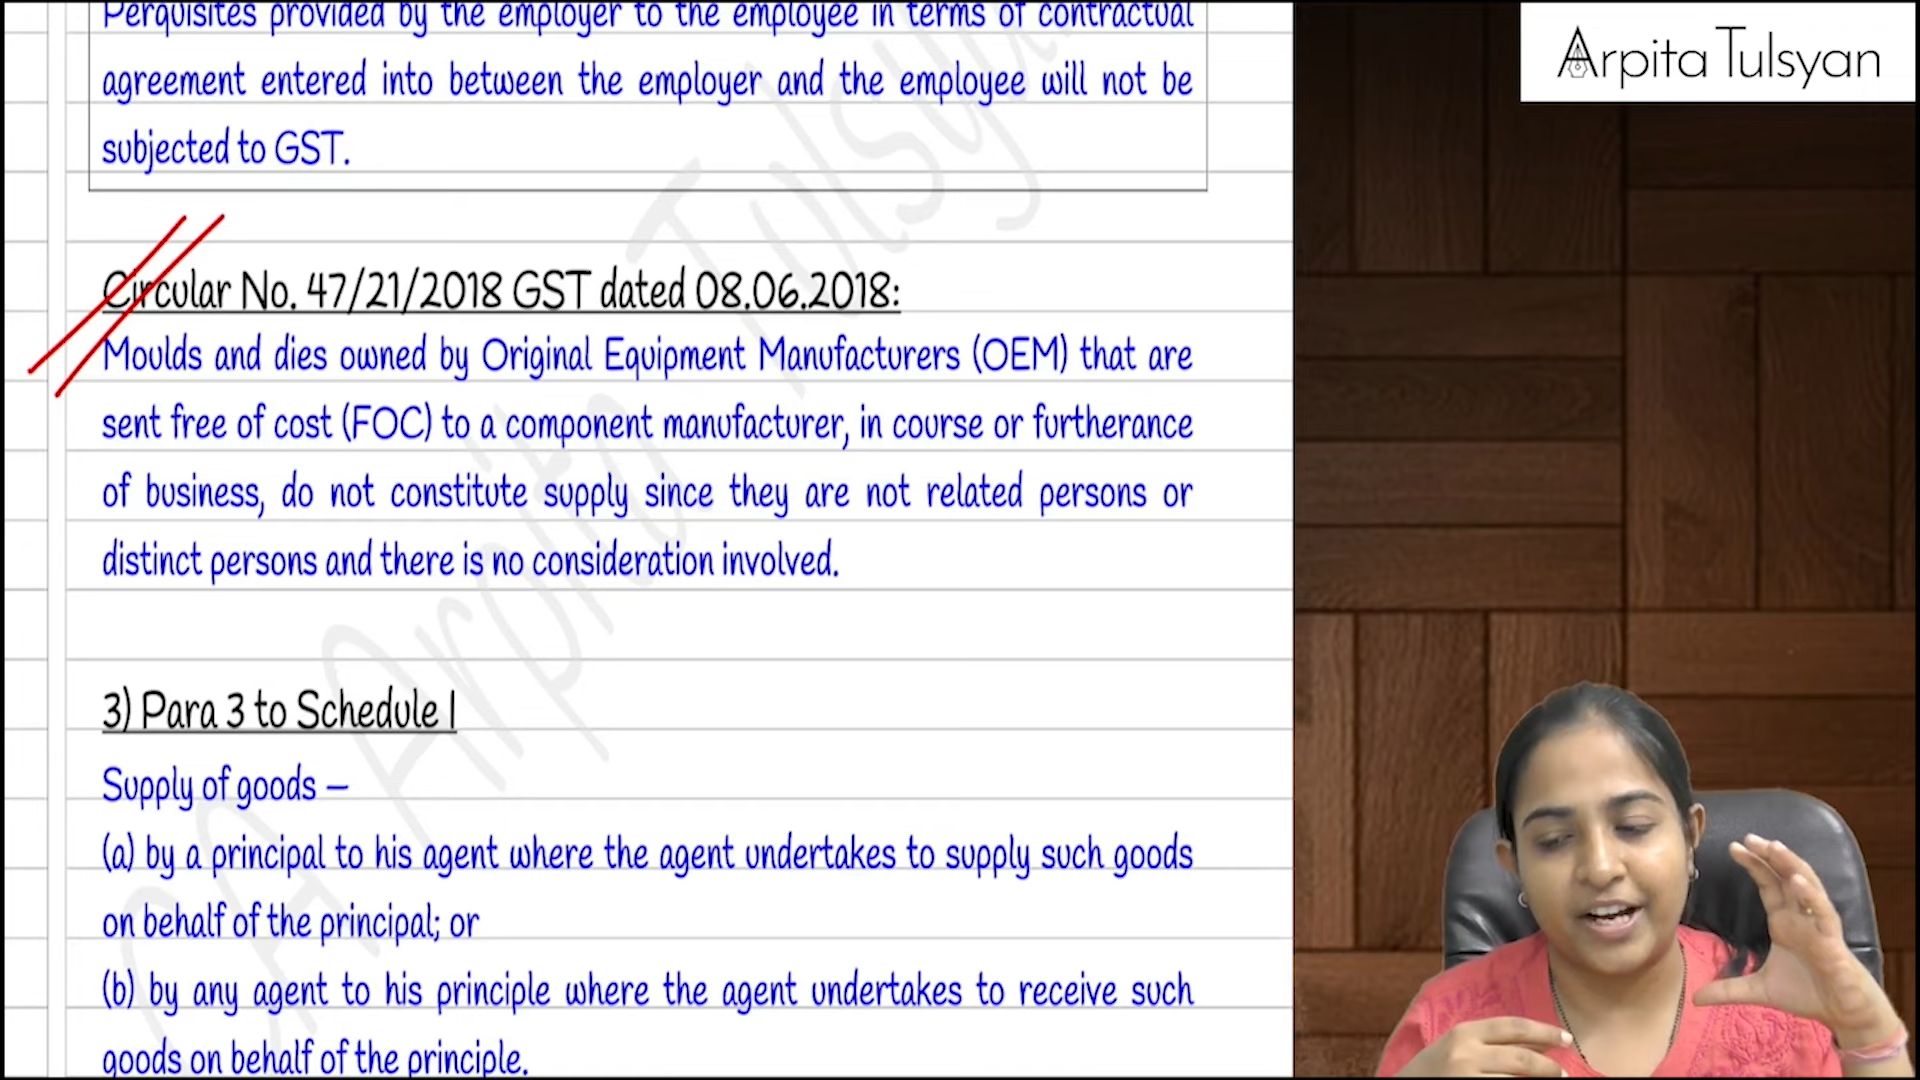 Perquisites provided by the employer to the employee in terms of contractual
agreement entered into between the employer and the employee will not be
subjected to GST.
Circular No. 47/21/2018 GST dated 08.06.2018:
Moulds and dies owned by Original Equipment Manufacturers (OEM) that are
sent free of cost (FOC) to a component manufacturer, in course or furtherance
of business, do not constitute supply since they are not related persons or
distinct persons and there is no consideration involved.
3) Para 3 to Schedule I
Supply of goods –
(a) by a principal to his agent where the agent undertakes to supply such goods
on behalf of the principal; or
(b) by any agent to his principle where the agent undertakes to receive such
goods on behalf of the principle.
CA Arpita Tulsyan
Arpita Tulsyan